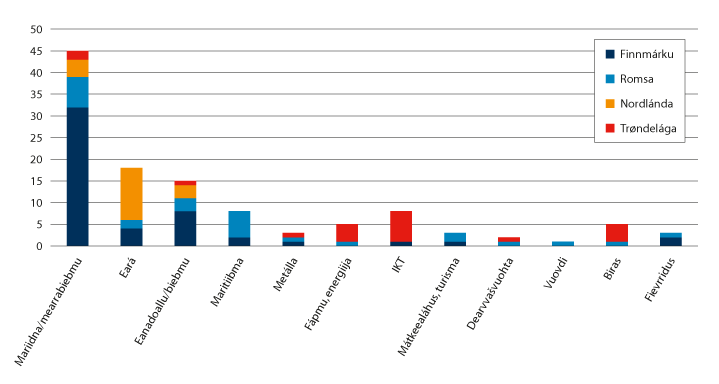 50
45
40
35
30
25
20
15
10
5
0
Finnmárku
Romsa
Nordlánda
Trøndelága
Mariidna/mearrabiebmu
Eará
Eanadoallu/biebmu
Maritiibma
Metálla
Fápmu, energiija
IKT
Mátkeealáhus, turisma
Dearvvašvuohta
Vuovdi
Biras
Fievrridus